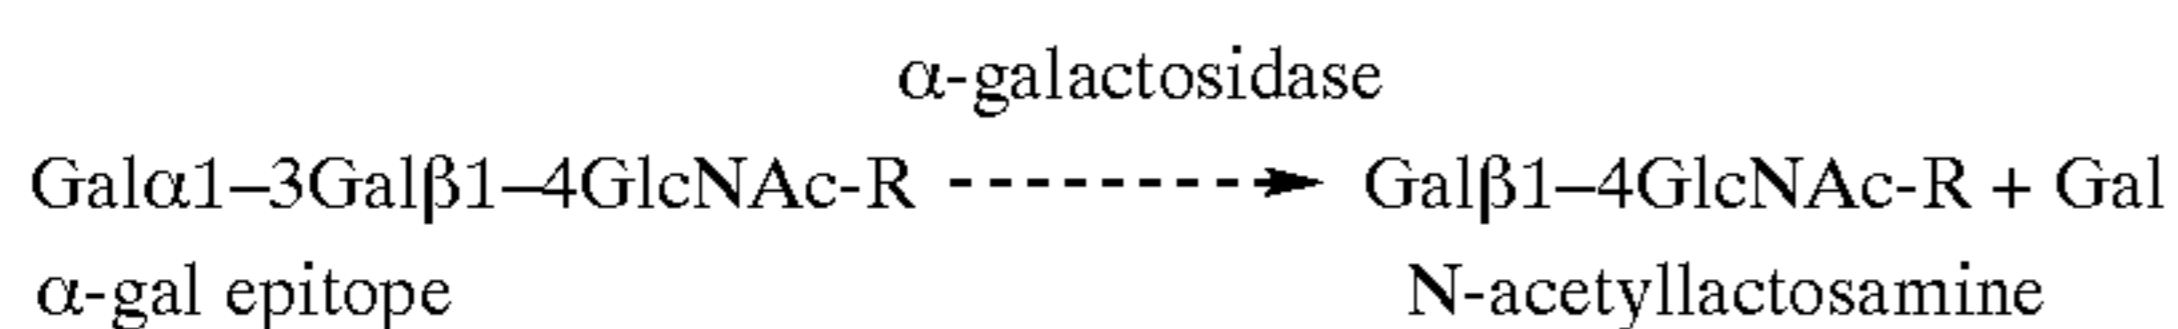 α-galactosidase
Galα1–3Galβ1–4GlcNAc-R Galβ1–4GlcNAc-R + Gal
α-gal epitope N-acetyllactosamine